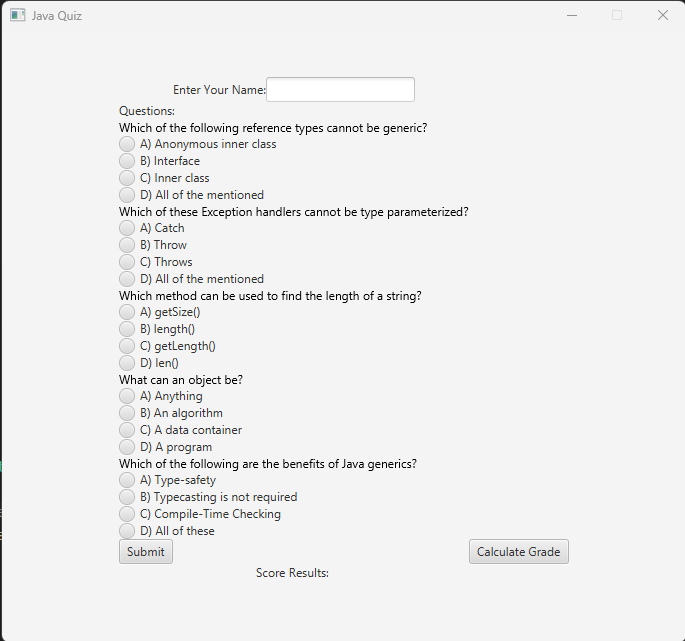 Java Quiz
Enter Your Name:
Questions:
Which of the following reference types cannot be generic?
A) Anonymous inner class
B) Interface
C) Inner class
D) All of the mentioned
Which of these Exception handlers cannot be type parameterized?
A) Catch
B) Throw
C) Throws
D) All of the mentioned
Which method can be used to find the length of a string?
A) getSize()
B) length()
C) getLength()
D) len()
What can an object be?
A) Anything
B) An algorithm
C) A data container
D) A program
Which of the following are the benefits of Java generics?
A) Type-safety
B) Typecasting is not required
C) Compile-Time Checking
D) All of these
Submit Calculate Grade
Score Results: